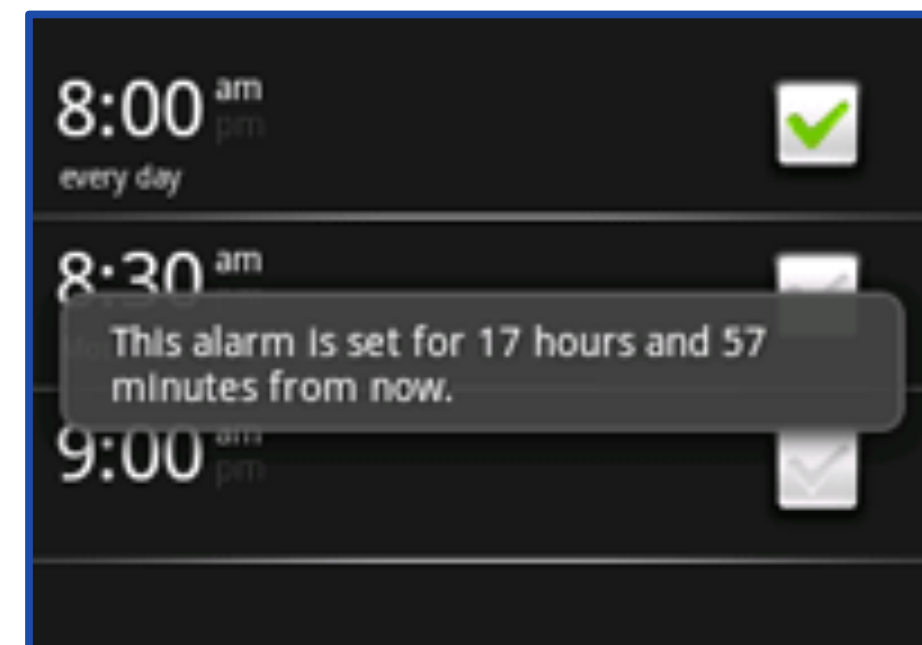 8:00 am
pm
every day
8:30 am
This alarm is set for 17 hours and 57
minutes from now.
9:00 am
pm